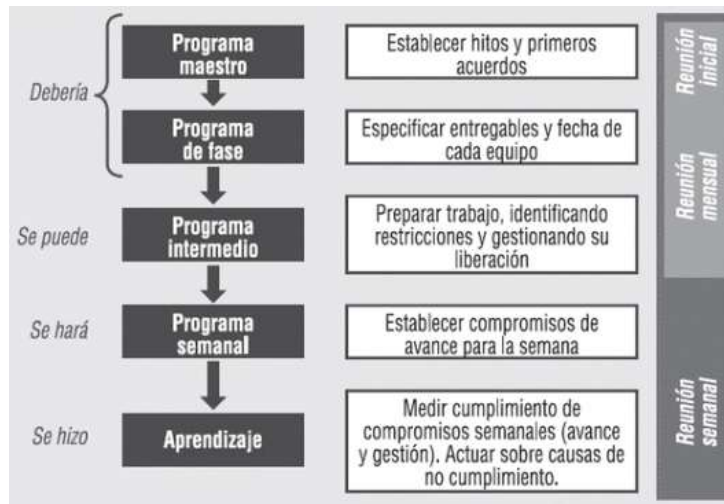 Debería
Programa
maestro
Establecer hitos y primeros
acuerdos
Programa
de fase
Especificar entregables y fecha de
cada equipo
Se puede
Programa
intermedio
Preparar trabajo, identificando
restricciones y gestionando su
liberación
Se hará
Programa
semanal
Establecer compromisos de
avance para la semana
Se hizo
Aprendizaje
Medir cumplimiento de
compromisos semanales (avance
y gestión). Actuar sobre causas de
no cumplimiento.
Reunión
inicial
Reunión
mensual
Reunión
semanal